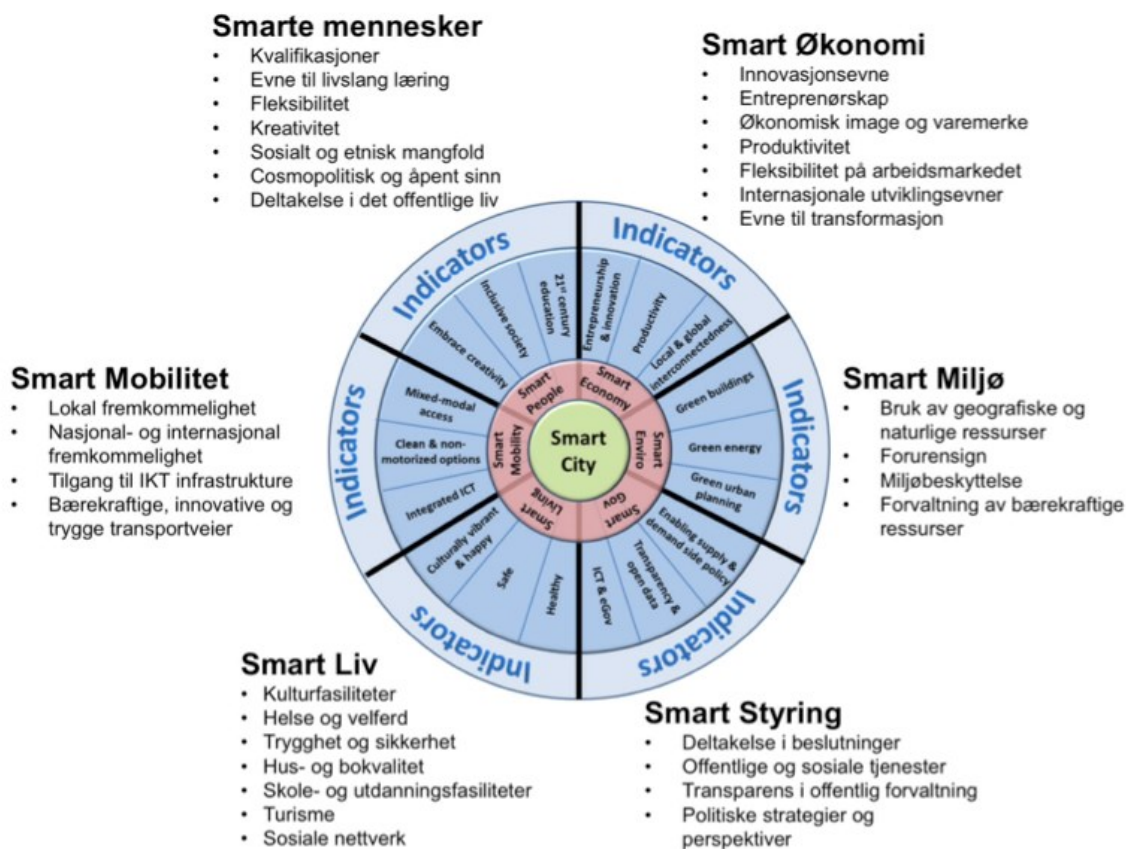 Smarte mennesker
• Kvalifikasjoner
• Evne til livslang læring
• Fleksibilitet
• Kreativitet
• Sosialt og etnisk mangfold
• Cosmopolitisk og åpent sinn
• Deltakelse i det offentlige liv
Smart Økonomi
• Innovasjonsevne
• Entreprenørskap
• Økonomisk image og varemerke
• Produktivitet
• Fleksibilitet på arbeidsmarkedet
• Internasjonale utviklingsevner
• Evne til transformasjon
Smart Mobilitet
• Lokal fremkommelighet
• Nasjonal- og internasjonal
fremkommelighet
• Tilgang til IKT infrastrukture
• Bærekraftige, innovative og
trygge transportveier
Indicators
Indicators
Indicators
Indicators
Indicators
Indicators
Embrace creativity
Inclusive society
21st century
education
Entrepreneurship
& innovation
Productivity
Local & global
interconnectedness
Green buildings
Green energy
Green urban
planning
Enabling supply &
demand side policy
Transparency &
open data
ICT & eGov
Healthy
Safe
Culturally vibrant
& happy
Integrated ICT
Clean & non-
motorized options
Mixed-modal
access
Smart
People
Smart
Economy
Smart
Enviro
Smart
Gov
Smart
Living
Smart
Mobility
Smart
City
Smart Miljø
• Bruk av geografiske og
naturlige ressurser
• Forurensign
• Miljøbeskyttelse
• Forvaltning av bærekraftige
ressurser
Smart Liv
• Kulturfasiliteter
• Helse og velferd
• Trygghet og sikkerhet
• Hus- og bokvalitet
• Skole- og utdanningsfasiliteter
• Turisme
• Sosiale nettverk
Smart Styring
• Deltakelse i beslutninger
• Offentlige og sosiale tjenester
• Transparens i offentlig forvaltning
• Politiske strategier og
perspektiver